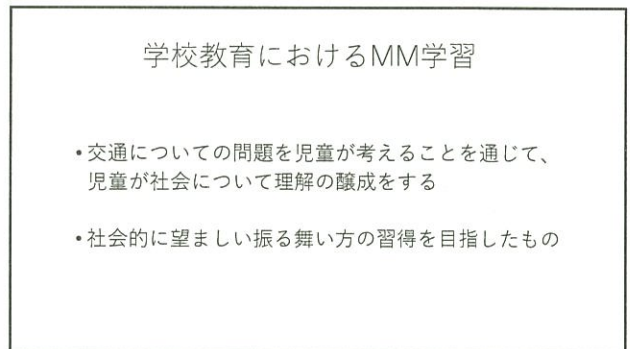 学校教育におけるMM学習
•交通についての問題を児童が考えることを通じて、
児童が社会について理解の醸成をする
•社会的に望ましい振る舞い方の習得を目指したもの